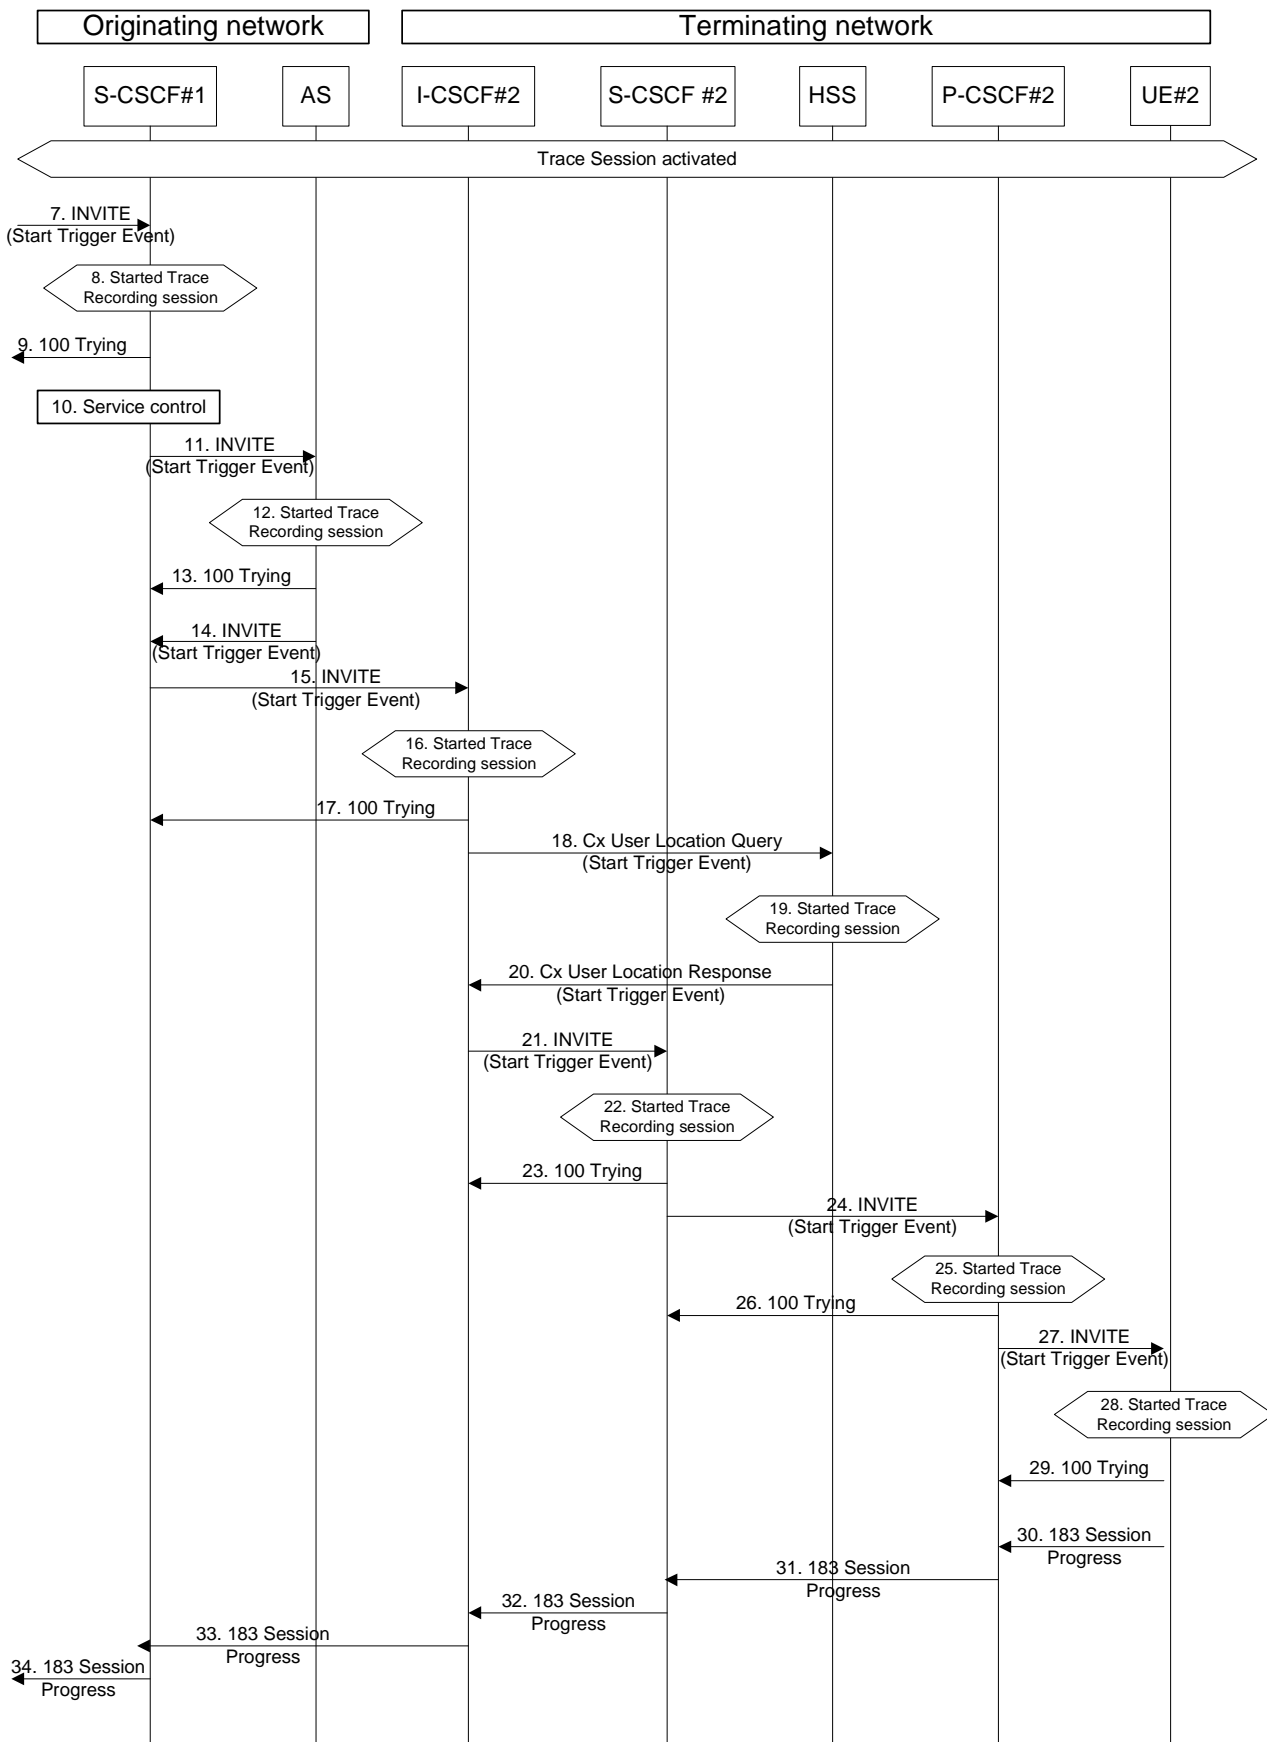 Originating network
Terminating network
S-CSCF#1
AS
I-CSCF#2
S-CSCF #2
HSS
P-CSCF#2
UE#2
Trace Session activated
7. INVITE
(Start Trigger Event)
8. Started Trace
Recording session
9. 100 Trying
10. Service control
11. INVITE
(Start Trigger Event)
12. Started Trace
Recording session
13. 100 Trying
14. INVITE
(Start Trigger Event)
15. INVITE
(Start Trigger Event)
16. Started Trace
Recording session
17. 100 Trying
18. Cx User Location Query
(Start Trigger Event)
19. Started Trace
Recording session
20. Cx User Location Response
(Start Trigger Event)
21. INVITE
(Start Trigger Event)
22. Started Trace
Recording session
23. 100 Trying
24. INVITE
(Start Trigger Event)
25. Started Trace
Recording session
26. 100 Trying
27. INVITE
(Start Trigger Event)
28. Started Trace
Recording session
29. 100 Trying
30. 183 Session
Progress
31. 183 Session
Progress
32. 183 Session
Progress
33. 183 Session
Progress
34. 183 Session
Progress